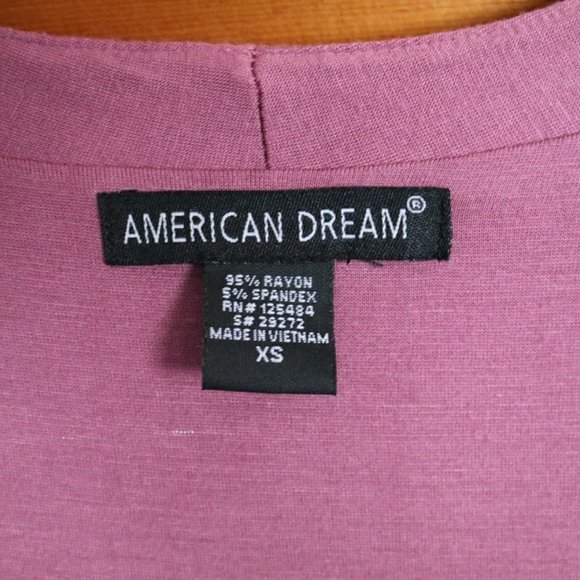 AMERICAN DREAM®
95% RAYON
5% SPANDEX
RN# 125484
S# 29272
MADE IN VIETNAM
XS